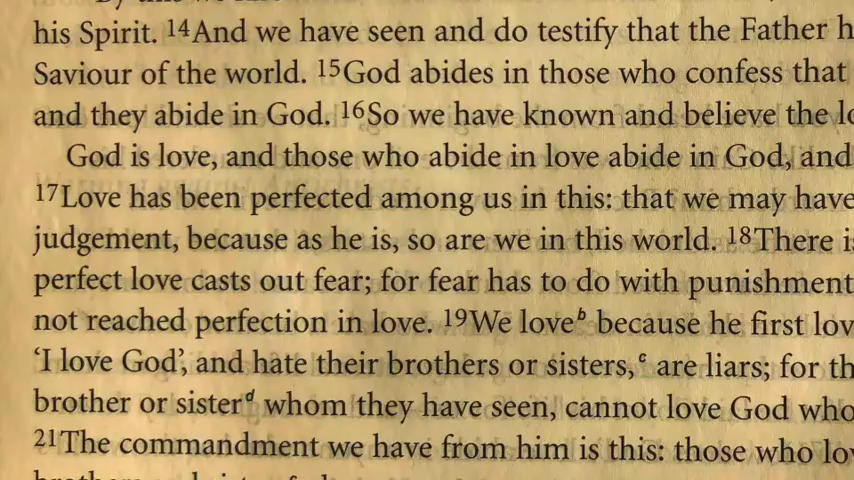 his Spirit. 14And we have seen and do testify that the Father
Saviour of the world. 15God abides in those who confess that
and they abide in God. 16So we have known and believe the
God is love, and those who abide in love abide in God, and
17Love has been perfected among us in this: that we may have
judgement, because as he is, so are we in this world. 18There
perfect love casts out fear; for fear has to do with punishment
not reached perfection in love. 19We loveᵇ because he first
‘I love God’, and hate their brothers or sisters,ᶜ are liars; for
brother or sisterᵈ whom they have seen, cannot love God who
21The commandment we have from him is this: those who